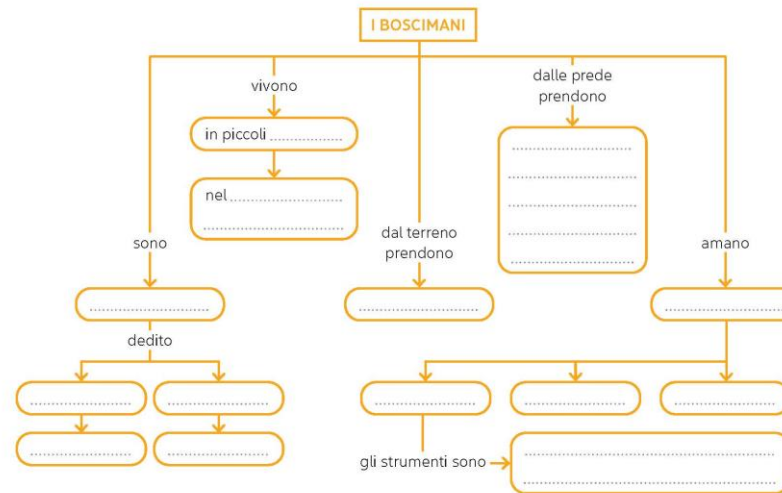 I BOSCIMANI
vivono
in piccoli
nel
dalle prede
prendono
sono
dal terreno
prendono
amano
dedito
gli strumenti sono